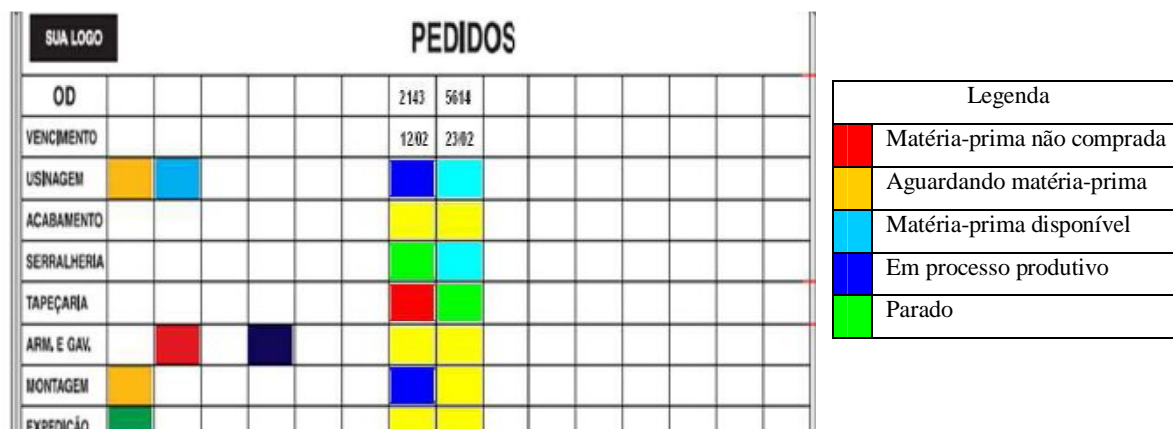 SUA LOGO
PEDIDOS
OD 2143 5614
VENCIMENTO 12/02 23/02
USINAGEM
ACABAMENTO
SERRALHERIA
TAPEÇARIA
ARM. E GAV.
MONTAGEM
EXPEDIÇÃO
Legenda
Matéria-prima não comprada
Aguardando matéria-prima
Matéria-prima disponível
Em processo produtivo
Parado